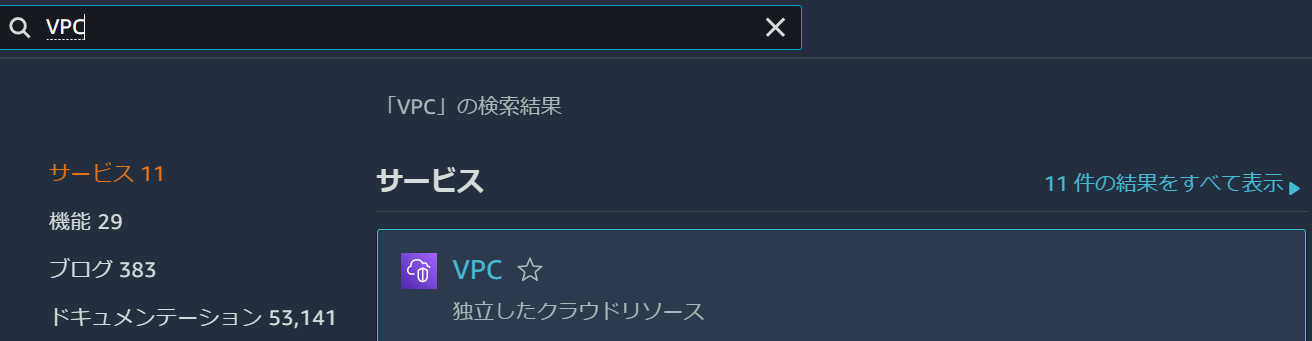 VPC
「VPC」の検索結果
サービス 11
機能 29
ブログ 383
ドキュメンテーション 53,141
サービス
11 件の結果をすべて表示
VPC
独立したクラウドリソース